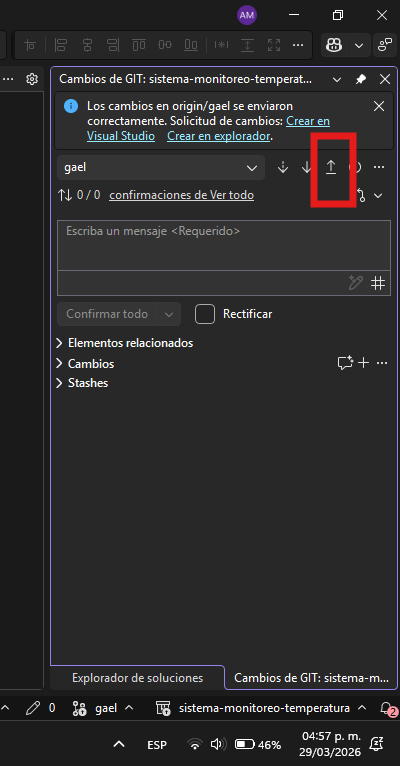 AM
Cambios de GIT: sistema-monitoreo-temperat...
Los cambios en origin/gael se enviaron
correctamente. Solicitud de cambios: Crear en
Visual Studio Crear en explorador.
gael
0 / 0 confirmaciones de Ver todo
Escriba un mensaje <Requerido>
Confirmar todo
Rectificar
Elementos relacionados
Cambios
Stashes
Explorador de soluciones
Cambios de GIT: sistema-m...
0 gael sistema-monitoreo-temperatura 2
ESP 46% 04:57 p. m.
29/03/2026